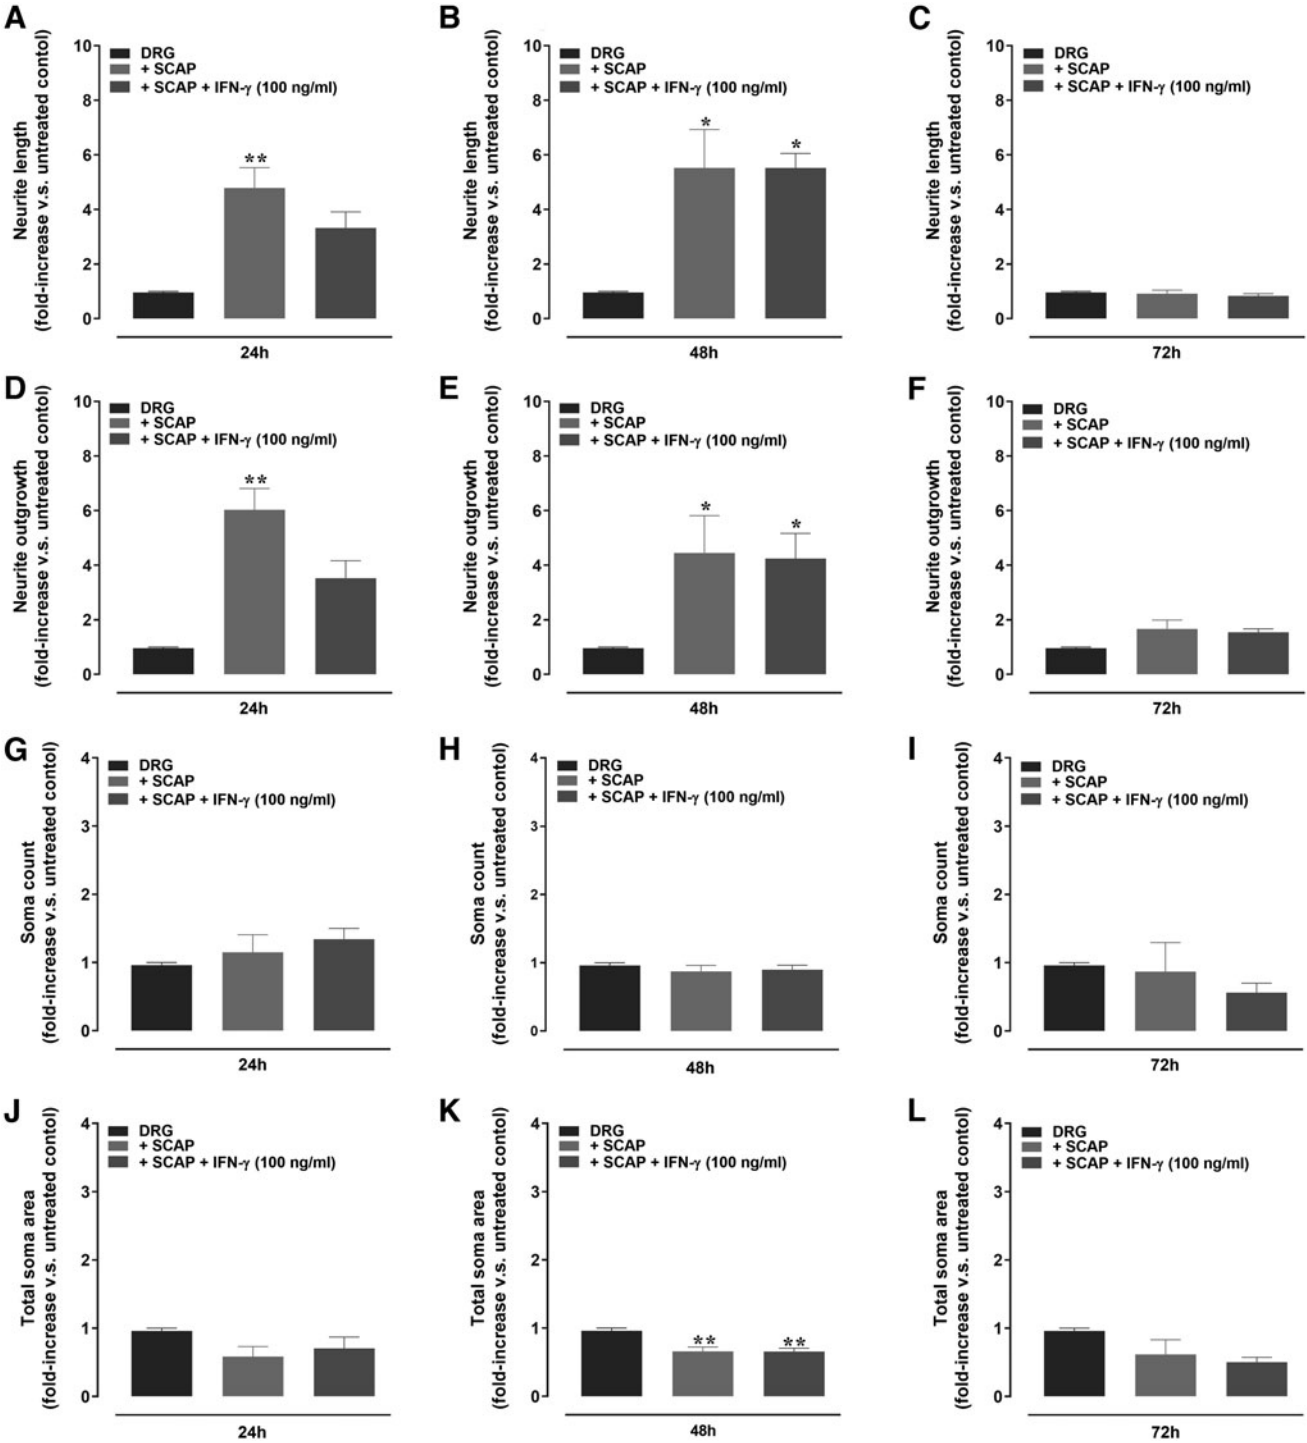 A
Neurite length
(fold-increase v.s. untreated contol)
10
8
6
4
2
0
DRG
+ SCAP
+ SCAP + IFN-γ (100 ng/ml)
**
24h
B
Neurite length
(fold-increase v.s. untreated contol)
10
8
6
4
2
0
DRG
+ SCAP
+ SCAP + IFN-γ (100 ng/ml)
*
*
48h
C
Neurite length
(fold-increase v.s. untreated contol)
10
8
6
4
2
0
DRG
+ SCAP
+ SCAP + IFN-γ (100 ng/ml)
72h
D
Neurite outgrowth
(fold-increase v.s. untreated contol)
10
8
6
4
2
0
DRG
+ SCAP
+ SCAP + IFN-γ (100 ng/ml)
**
24h
E
Neurite outgrowth
(fold-increase v.s. untreated contol)
10
8
6
4
2
0
DRG
+ SCAP
+ SCAP + IFN-γ (100 ng/ml)
*
*
48h
F
Neurite outgrowth
(fold-increase v.s. untreated contol)
10
8
6
4
2
0
DRG
+ SCAP
+ SCAP + IFN-γ (100 ng/ml)
72h
G
Soma count
(fold-increase v.s. untreated contol)
4
3
2
1
0
DRG
+ SCAP
+ SCAP + IFN-γ (100 ng/ml)
24h
H
Soma count
(fold-increase v.s. untreated contol)
4
3
2
1
0
DRG
+ SCAP
+ SCAP + IFN-γ (100 ng/ml)
48h
I
Soma count
(fold-increase v.s. untreated contol)
4
3
2
1
0
DRG
+ SCAP
+ SCAP + IFN-γ (100 ng/ml)
72h
J
Total soma area
(fold-increase v.s. untreated contol)
4
3
2
1
0
DRG
+ SCAP
+ SCAP + IFN-γ (100 ng/ml)
24h
K
Total soma area
(fold-increase v.s. untreated contol)
4
3
2
1
0
DRG
+ SCAP
+ SCAP + IFN-γ (100 ng/ml)
**
**
48h
L
Total soma area
(fold-increase v.s. untreated contol)
4
3
2
1
0
DRG
+ SCAP
+ SCAP + IFN-γ (100 ng/ml)
72h